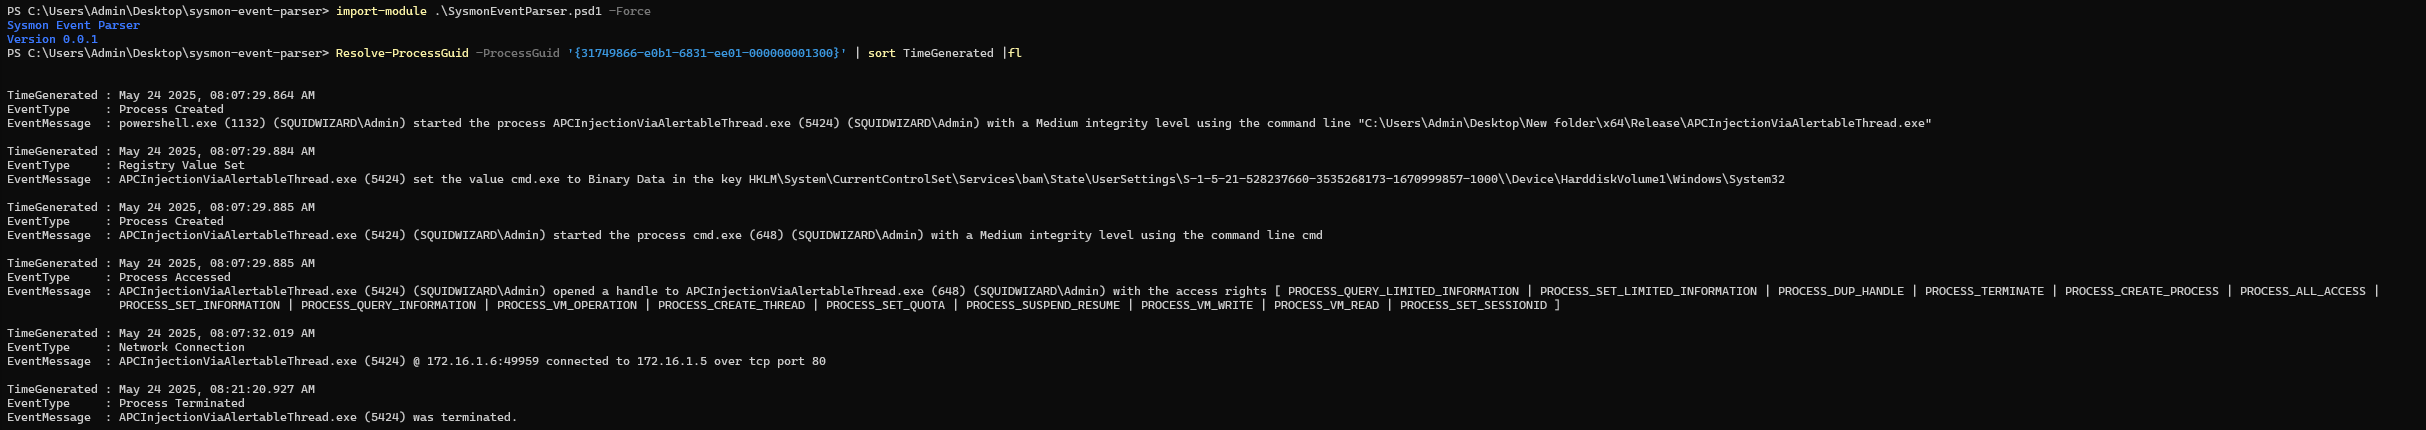 PS C:\Users\Admin\Desktop\sysmon-event-parser> import-module .\SysmonEventParser.psd1 -Force
Sysmon Event Parser
Version 0.0.1
PS C:\Users\Admin\Desktop\sysmon-event-parser> Resolve-ProcessGuid -ProcessGuid '{31749866-e0b1-6831-ee01-000000001300}' | sort TimeGenerated |fl
TimeGenerated : May 24 2025, 08:07:29.864 AM
EventType     : Process Created
EventMessage  : powershell.exe (1132) (SQUIDWIZARD\Admin) started the process APCInjectionViaAlertableThread.exe (5424) (SQUIDWIZARD\Admin) with a Medium integrity level using the command line "C:\Users\Admin\Desktop\New folder\x64\Release\APCInjectionViaAlertableThread.exe"
TimeGenerated : May 24 2025, 08:07:29.884 AM
EventType     : Registry Value Set
EventMessage  : APCInjectionViaAlertableThread.exe (5424) set the value cmd.exe to Binary Data in the key HKLM\System\CurrentControlSet\Services\bam\State\UserSettings\S-1-5-21-528237660-3535268173-1670999857-1000\\Device\HarddiskVolume1\Windows\System32
TimeGenerated : May 24 2025, 08:07:29.885 AM
EventType     : Process Created
EventMessage  : APCInjectionViaAlertableThread.exe (5424) (SQUIDWIZARD\Admin) started the process cmd.exe (648) (SQUIDWIZARD\Admin) with a Medium integrity level using the command line cmd
TimeGenerated : May 24 2025, 08:07:29.885 AM
EventType     : Process Accessed
EventMessage  : APCInjectionViaAlertableThread.exe (5424) (SQUIDWIZARD\Admin) opened a handle to APCInjectionViaAlertableThread.exe (648) (SQUIDWIZARD\Admin) with the access rights [ PROCESS_QUERY_LIMITED_INFORMATION | PROCESS_SET_LIMITED_INFORMATION | PROCESS_DUP_HANDLE | PROCESS_TERMINATE | PROCESS_CREATE_PROCESS | PROCESS_ALL_ACCESS |
PROCESS_SET_INFORMATION | PROCESS_QUERY_INFORMATION | PROCESS_VM_OPERATION | PROCESS_CREATE_THREAD | PROCESS_SET_QUOTA | PROCESS_SUSPEND_RESUME | PROCESS_VM_WRITE | PROCESS_VM_READ | PROCESS_SET_SESSIONID ]
TimeGenerated : May 24 2025, 08:07:32.019 AM
EventType     : Network Connection
EventMessage  : APCInjectionViaAlertableThread.exe (5424) @ 172.16.1.6:49959 connected to 172.16.1.5 over tcp port 80
TimeGenerated : May 24 2025, 08:21:20.927 AM
EventType     : Process Terminated
EventMessage  : APCInjectionViaAlertableThread.exe (5424) was terminated.